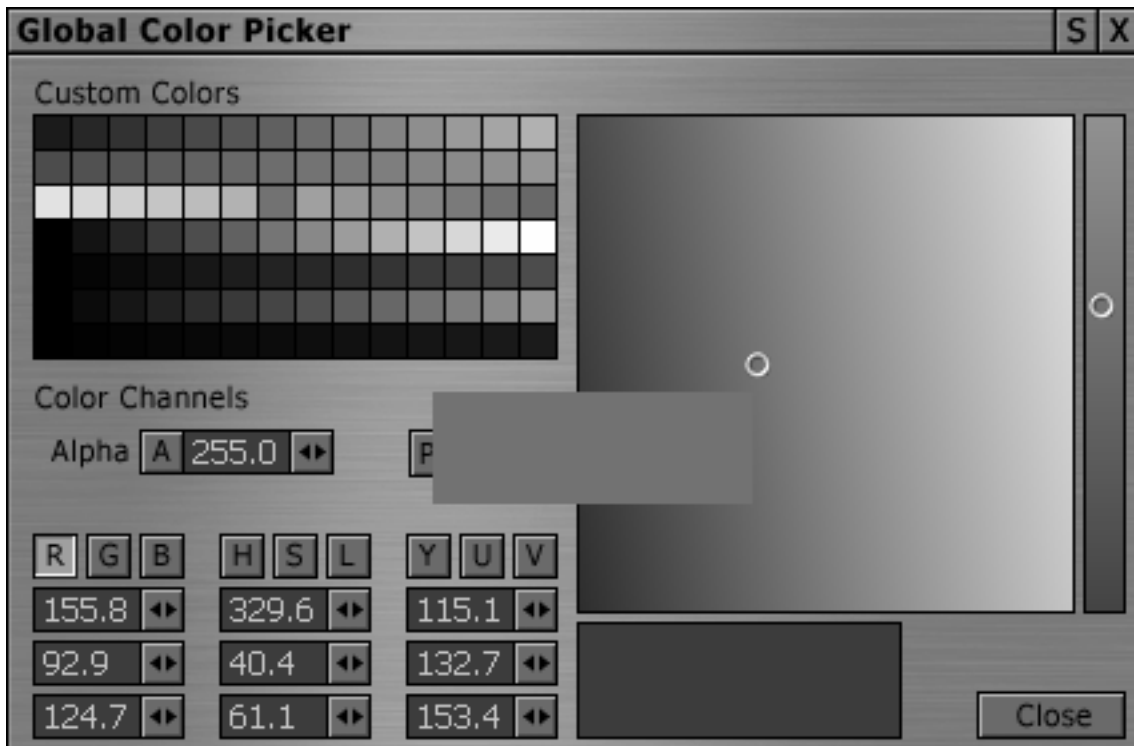 Global Color Picker S X
Custom Colors
Color Channels
Alpha A 255.0
R G B H S L Y U V
155.8 329.6 115.1
92.9 40.4 132.7
124.7 61.1 153.4
Close